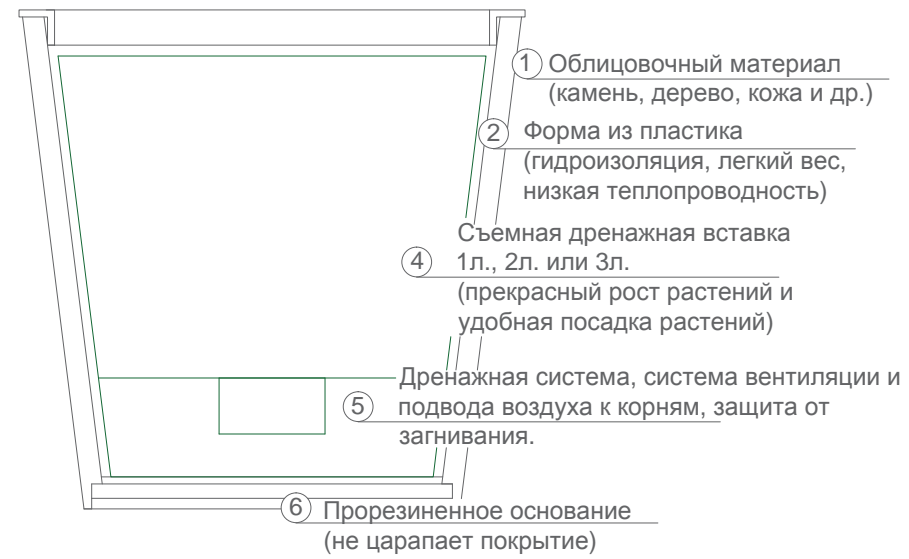 1 Облицовочный материал
(камень, дерево, кожа и др.)
2 Форма из пластика
(гидроизоляция, легкий вес,
низкая теплопроводность)
Съемная дренажная вставка
4 1л., 2л. или 3л.
(прекрасный рост растений и
удобная посадка растений)
Дренажная система, система вентиляции и
5 подвода воздуха к корням, защита от
загнивания.
6 Прорезиненное основание
(не царапает покрытие)